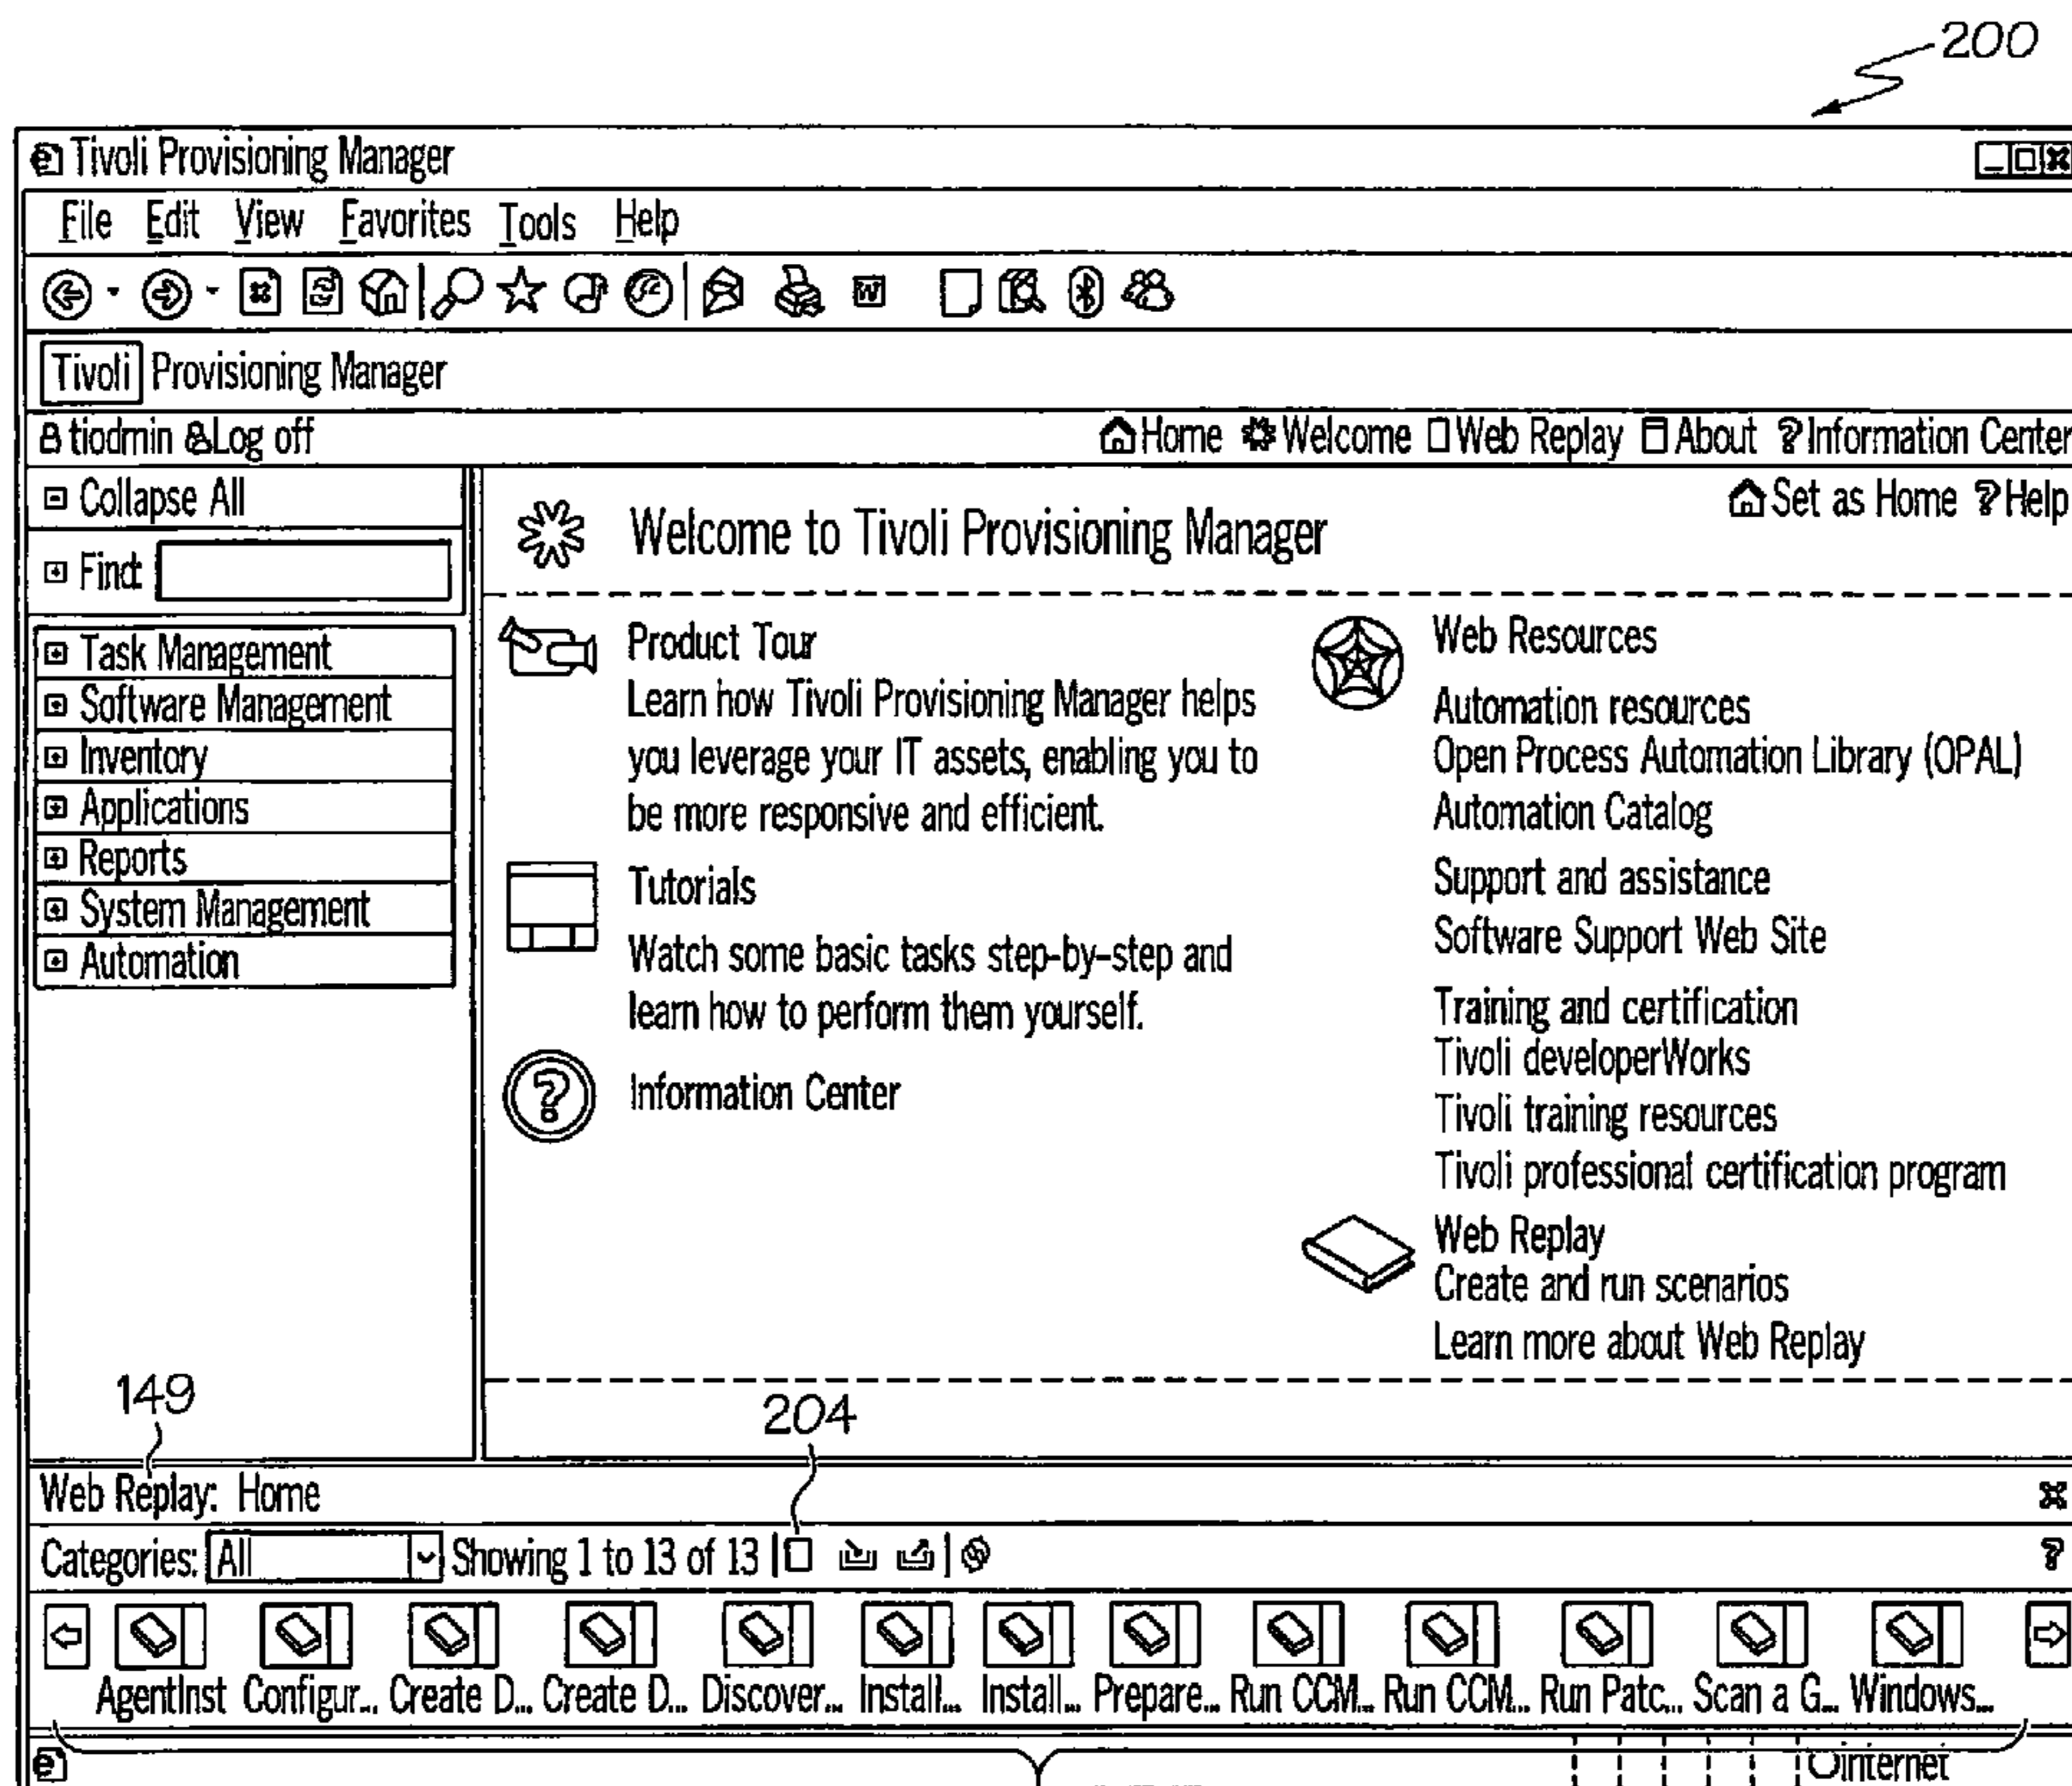 200
Tivoli Provisioning Manager
File Edit View Favorites Tools Help
W
Tivoli Provisioning Manager
tiodmin Log off Home Welcome Web Replay About ?Information Center
Collapse All
Set as Home ?Help
Find:
Welcome to Tivoli Provisioning Manager
Task Management
Software Management
Inventory
Applications
Reports
System Management
Automation
Product Tour
Learn how Tivoli Provisioning Manager helps
you leverage your IT assets, enabling you to
be more responsive and efficient.
Tutorials
Watch some basic tasks step-by-step and
learn how to perform them yourself.
? Information Center
Web Resources
Automation resources
Open Process Automation Library (OPAL)
Automation Catalog
Support and assistance
Software Support Web Site
Training and certification
Tivoli developerWorks
Tivoli training resources
Tivoli professional certification program
Web Replay
Create and run scenarios
Learn more about Web Replay
149
204
Web Replay: Home
Categories: All Showing 1 to 13 of 13 ?
AgentInst Configur... Create D... Create D... Discover... Install... Install... Prepare... Run CCM... Run CCM... Run Patc... Scan a G... Windows...
internet